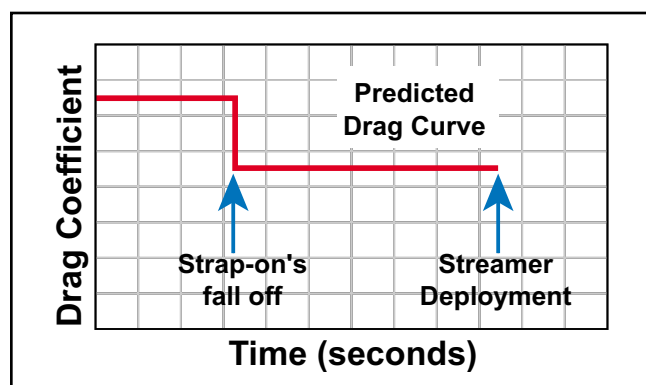 Predicted
Drag Curve
Drag Coefficient
Strap-on's
fall off
Streamer
Deployment
Time (seconds)